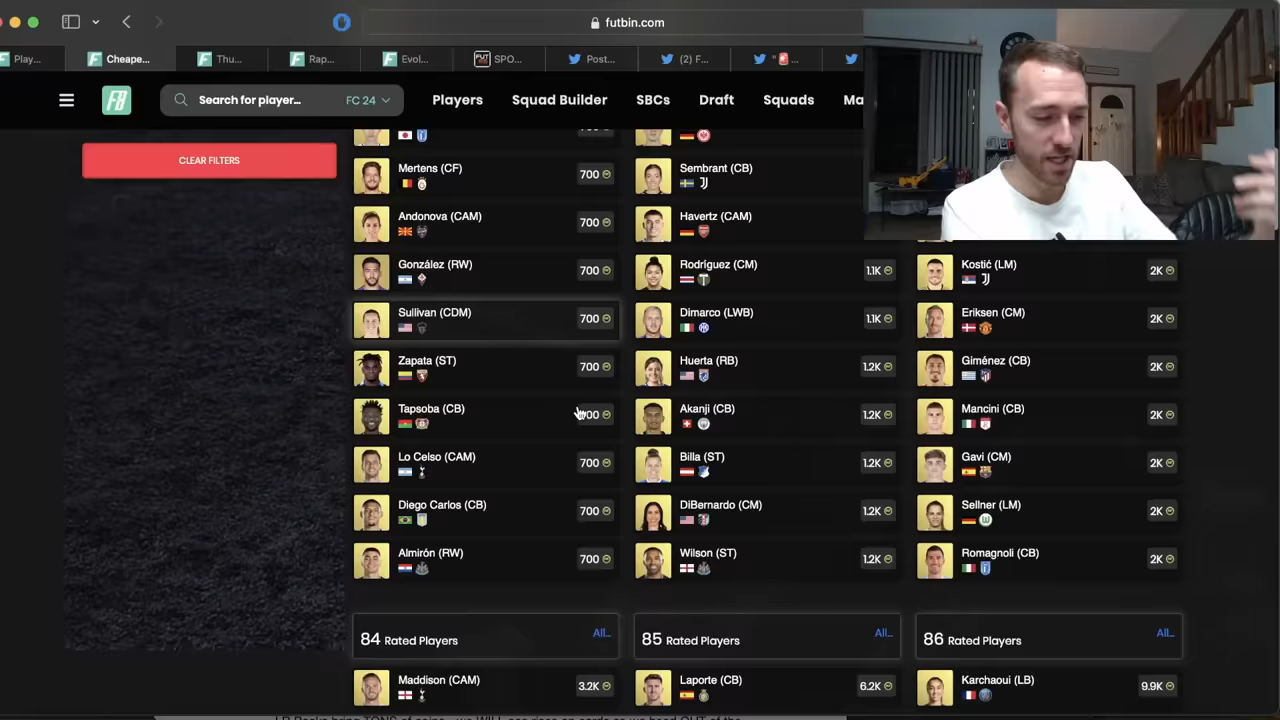 futbin.com
Play...
Cheape...
Thu...
Rap...
Evol...
SPO...
Post...
(2) F...
" ...
F8
Search for player...
FC 24
Players
Squad Builder
SBCs
Draft
Squads
Ma
CLEAR FILTERS
Mertens (CF)
700
Sembrant (CB)
Andonova (CAM)
700
Havertz (CAM)
González (RW)
700
Rodríguez (CM)
1.1K
Kostić (LM)
2K
Sullivan (CDM)
700
Dimarco (LWB)
1.1K
Eriksen (CM)
2K
Zapata (ST)
700
Huerta (RB)
1.2K
Giménez (CB)
2K
Tapsoba (CB)
Akanji (CB)
1.2K
Mancini (CB)
2K
Lo Celso (CAM)
700
Billa (ST)
1.2K
Gavi (CM)
2K
Diego Carlos (CB)
700
DiBernardo (CM)
1.2K
Sellner (LM)
2K
Almirón (RW)
700
Wilson (ST)
1.2K
Romagnoli (CB)
2K
84 Rated Players
All...
85 Rated Players
All...
86 Rated Players
All...
Maddison (CAM)
3.2K
Laporte (CB)
6.2K
Karchaoui (LB)
9.9K